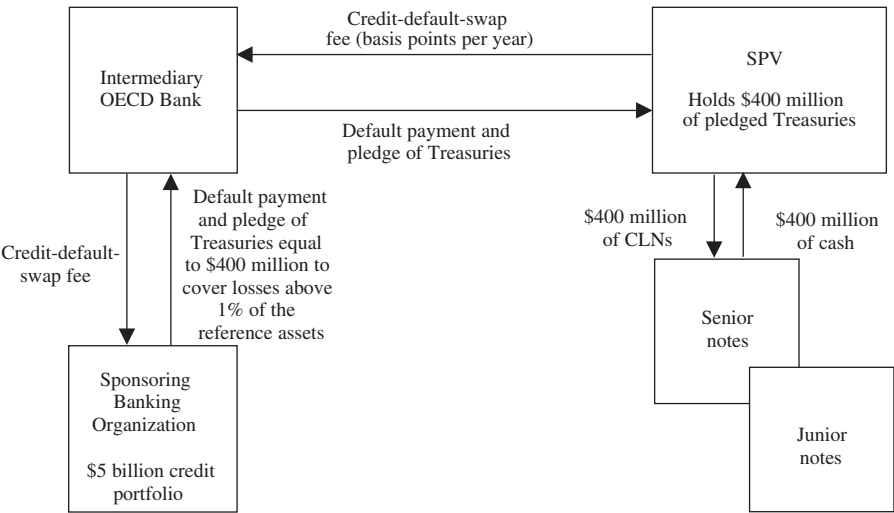 Credit-default-swap
fee (basis points per year)
Intermediary
OECD Bank
SPV
Holds $400 million
of pledged Treasuries
Default payment and
pledge of Treasuries
Credit-default-
swap fee
Default payment
and pledge of
Treasuries equal
to $400 million to
cover losses above
1% of the
reference assets
$400 million
of CLNs
$400 million
of cash
Senior
notes
Junior
notes
Sponsoring
Banking
Organization
$5 billion credit
portfolio